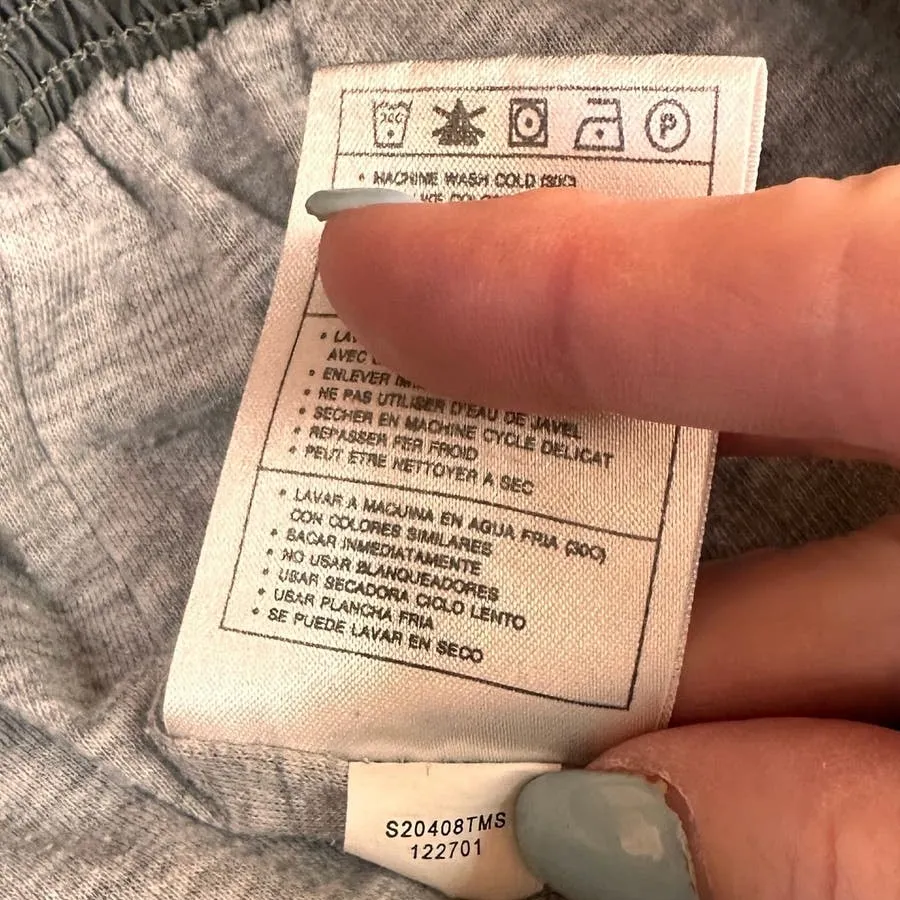 30C
P
• MACHINE WASH COLD (30C)
AVEC
• ENLEVER
• NE PAS UTILISER D'EAU DE JAVEL
• SECHER EN MACHINE CYCLE DELICAT
• REPASSER FER FROID
• PEUT ETRE NETTOYER A SEC
• LAVAR A MAQUINA EN AGUA FRIA (30C)
CON COLORES SIMILARES
• SACAR INMEDIATAMENTE
• NO USAR BLANQUEADORES
• USAR SECADORA CICLO LENTO
• USAR PLANCHA FRIA
• SE PUEDE LAVAR EN SECO
S20408TMS
122701